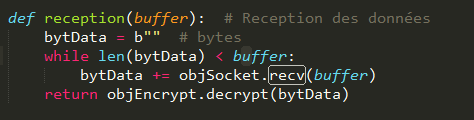 def reception(buffer):  # Reception des données
    bytData = b""  # bytes
    while len(bytData) < buffer:
        bytData += objSocket.recv(buffer)
    return objEncrypt.decrypt(bytData)